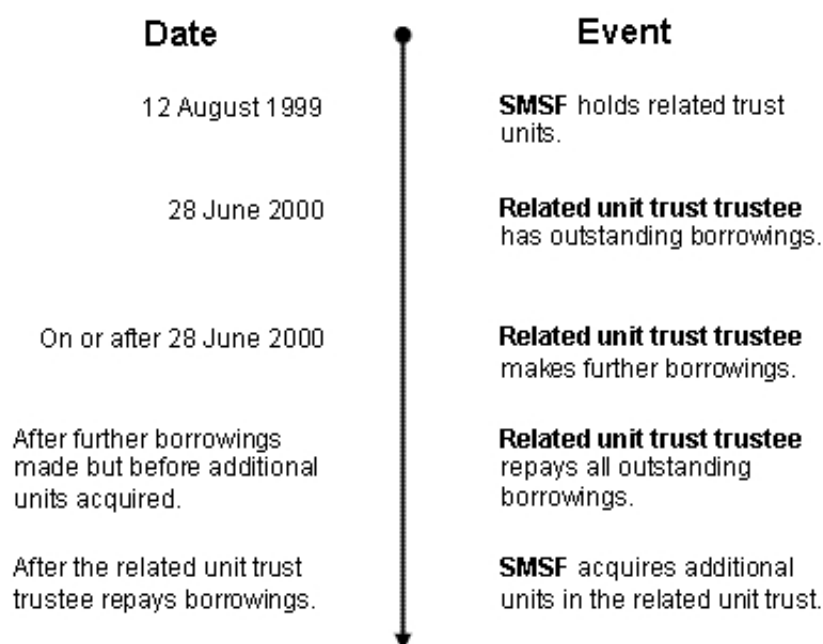 Date
Event
12 August 1999
SMSF holds related trust
units.
28 June 2000
Related unit trust trustee
has outstanding borrowings.
On or after 28 June 2000
Related unit trust trustee
makes further borrowings.
After further borrowings
made but before additional
units acquired.
Related unit trust trustee
repays all outstanding
borrowings.
After the related unit trust
trustee repays borrowings.
SMSF acquires additional
units in the related unit trust.